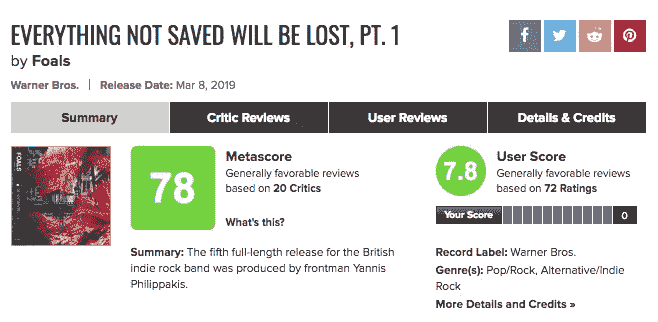 EVERYTHING NOT SAVED WILL BE LOST, PT. 1
by Foals
Warner Bros. | Release Date: Mar 8, 2019
Summary
Critic Reviews
User Reviews
Details & Credits
FOALS
78
Metascore
Generally favorable reviews
based on 20 Critics
What's this?
Summary: The fifth full-length release for the British
indie rock band was produced by frontman Yannis
Philippakis.
7.8
User Score
Generally favorable reviews
based on 72 Ratings
Your Score
0
Record Label: Warner Bros.
Genre(s): Pop/Rock, Alternative/Indie
Rock
More Details and Credits »